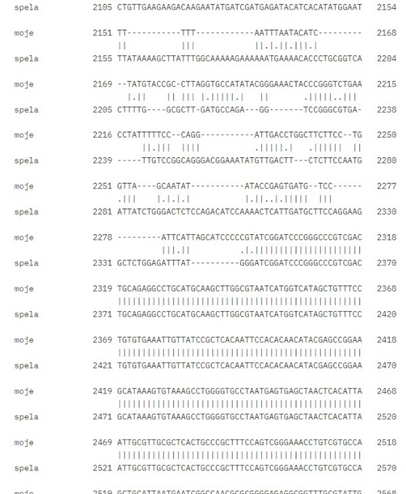 spela 2105 CTGTTGAAGAAGACAAGAATATGATCGATGAGATACATCACATATGGAAT 2154
moje 2151 TT----------TTT-----------AATTTAATACATC----------- 2168
|| ||| ||.|.||.|||.|
spela 2155 TTATAAAAGCTTATTTGGCAAAAAGAAAAAATGAAAACACCCTGCGGTCA 2204
moje 2169 --TATGTACCGC-CTTAGGTGCCATATACGGGAAACTACCCGGGTCTGAA 2215
|.|| || ||| |.|||||.| || .|||||..|||
spela 2205 CTTTTG----GCGCTT-GATGCCAGA---GG-------TCCGGGCGTGA- 2238
moje 2216 CCTATTTTTCC--CAGG-----------ATTGACCTGGCTTCTTCC--TG 2250
||.||| |||| .|||||.| .|||||| ||
spela 2239 -----TTGTCCGGCAGGGACGGAAATATGTTGACTT---CTCTTCCAATG 2280
moje 2251 GTTA----GCAATAT-----------ATACCGAGTGATG--TCC------ 2277
.||| |.|.|.| |.||..|.||||| |||
spela 2281 ATTATCTGGGACTCTCCAGACATCCAAAACTCATTGATGCTTCCAGGAAG 2330
moje 2278 ---------ATTCATTAGCATCCCCCGTATCGGATCCCGGGCCCGTCGAC 2318
|||.|| .|.||||||||||||||||||||
spela 2331 GCTCTGGAGATTTAT----------GGGATCGGATCCCGGGCCCGTCGAC 2370
moje 2319 TGCAGAGGCCTGCATGCAAGCTTGGCGTAATCATGGTCATAGCTGTTTCC 2368
||||||||||||||||||||||||||||||||||||||||||||||||||
spela 2371 TGCAGAGGCCTGCATGCAAGCTTGGCGTAATCATGGTCATAGCTGTTTCC 2420
moje 2369 TGTGTGAAATTGTTATCCGCTCACAATTCCACACAACATACGAGCCGGAA 2418
||||||||||||||||||||||||||||||||||||||||||||||||||
spela 2421 TGTGTGAAATTGTTATCCGCTCACAATTCCACACAACATACGAGCCGGAA 2470
moje 2419 GCATAAAGTGTAAAGCCTGGGGTGCCTAATGAGTGAGCTAACTCACATTA 2468
||||||||||||||||||||||||||||||||||||||||||||||||||
spela 2471 GCATAAAGTGTAAAGCCTGGGGTGCCTAATGAGTGAGCTAACTCACATTA 2520
moje 2469 ATTGCGTTGCGCTCACTGCCCGCTTTCCAGTCGGGAAACCTGTCGTGCCA 2518
||||||||||||||||||||||||||||||||||||||||||||||||||
spela 2521 ATTGCGTTGCGCTCACTGCCCGCTTTCCAGTCGGGAAACCTGTCGTGCCA 2570
moje 2519 GCTGCATTAATGAATCGGCCAACGCGCGGGGAGAGGCGGTTTGCGTATTG 2568